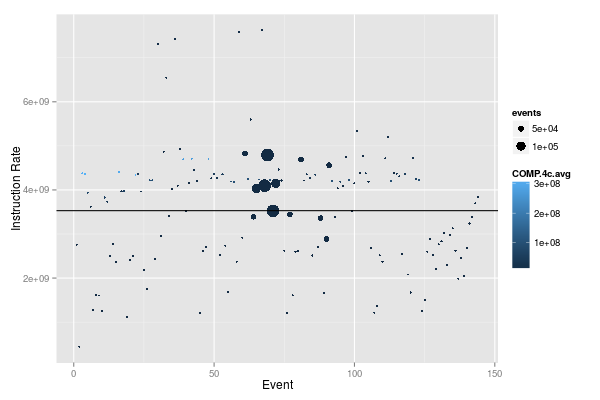 Instruction Rate
6e+09
4e+09
2e+09
0
50
100
150
Event
events
5e+04
1e+05
COMP.4c.avg
3e+08
2e+08
1e+08